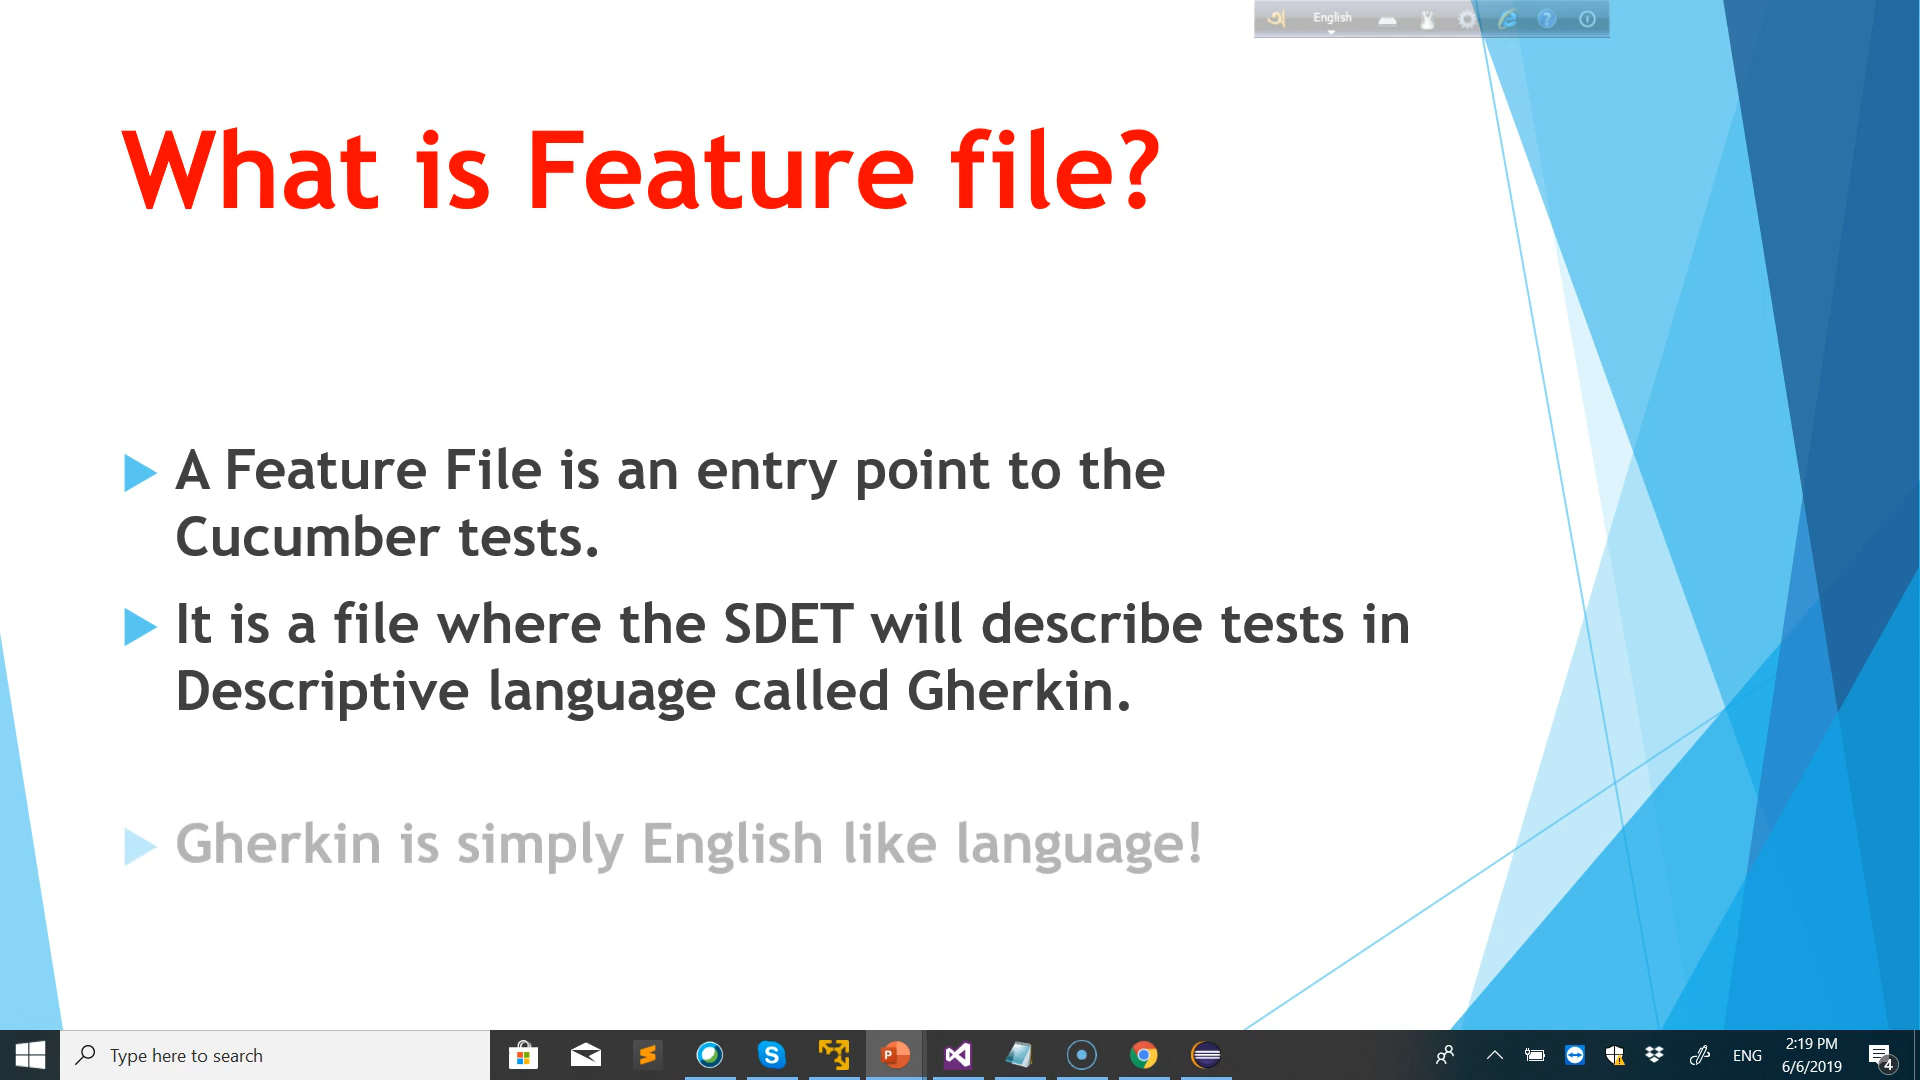 অ English
What is Feature file?
A Feature File is an entry point to the
Cucumber tests.
It is a file where the SDET will describe tests in
Descriptive language called Gherkin.
Gherkin is simply English like language!
Type here to search
ENG
2:19 PM
6/6/2019
4